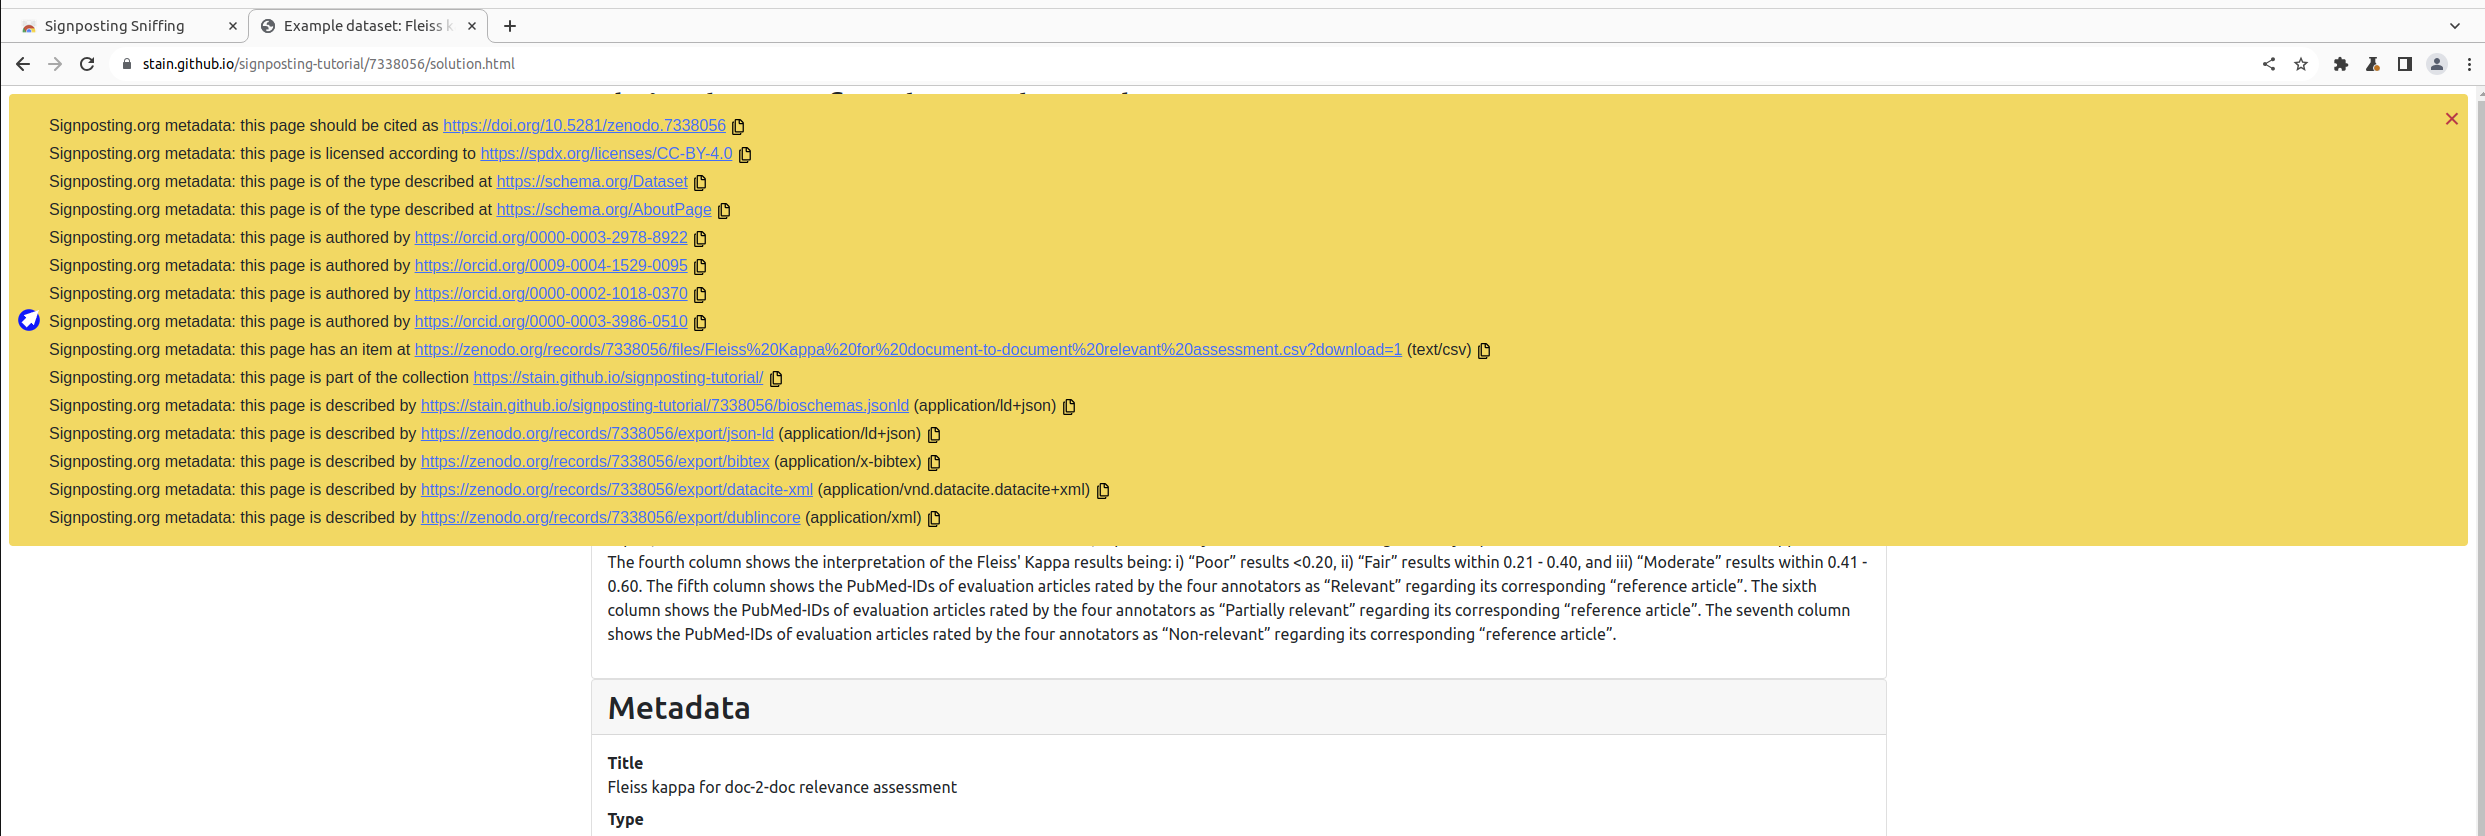 Signposting Sniffing
Example dataset: Fleiss k
stain.github.io/signposting-tutorial/7338056/solution.html
Signposting.org metadata: this page should be cited as https://doi.org/10.5281/zenodo.7338056
Signposting.org metadata: this page is licensed according to https://spdx.org/licenses/CC-BY-4.0
Signposting.org metadata: this page is of the type described at https://schema.org/Dataset
Signposting.org metadata: this page is of the type described at https://schema.org/AboutPage
Signposting.org metadata: this page is authored by https://orcid.org/0000-0003-2978-8922
Signposting.org metadata: this page is authored by https://orcid.org/0009-0004-1529-0095
Signposting.org metadata: this page is authored by https://orcid.org/0000-0002-1018-0370
Signposting.org metadata: this page is authored by https://orcid.org/0000-0003-3986-0510
Signposting.org metadata: this page has an item at https://zenodo.org/records/7338056/files/Fleiss%20Kappa%20for%20document-to-document%20relevant%20assessment.csv?download=1 (text/csv)
Signposting.org metadata: this page is part of the collection https://stain.github.io/signposting-tutorial/
Signposting.org metadata: this page is described by https://stain.github.io/signposting-tutorial/7338056/bioschemas.jsonld (application/ld+json)
Signposting.org metadata: this page is described by https://zenodo.org/records/7338056/export/json-ld (application/ld+json)
Signposting.org metadata: this page is described by https://zenodo.org/records/7338056/export/bibtex (application/x-bibtex)
Signposting.org metadata: this page is described by https://zenodo.org/records/7338056/export/datacite-xml (application/vnd.datacite.datacite+xml)
Signposting.org metadata: this page is described by https://zenodo.org/records/7338056/export/dublincore (application/xml)
The fourth column shows the interpretation of the Fleiss' Kappa results being: i) “Poor” results <0.20, ii) “Fair” results within 0.21 - 0.40, and iii) “Moderate” results within 0.41 -
0.60. The fifth column shows the PubMed-IDs of evaluation articles rated by the four annotators as “Relevant” regarding its corresponding “reference article”. The sixth
column shows the PubMed-IDs of evaluation articles rated by the four annotators as “Partially relevant” regarding its corresponding “reference article”. The seventh column
shows the PubMed-IDs of evaluation articles rated by the four annotators as “Non-relevant” regarding its corresponding “reference article”.
Metadata
Title
Fleiss kappa for doc-2-doc relevance assessment
Type